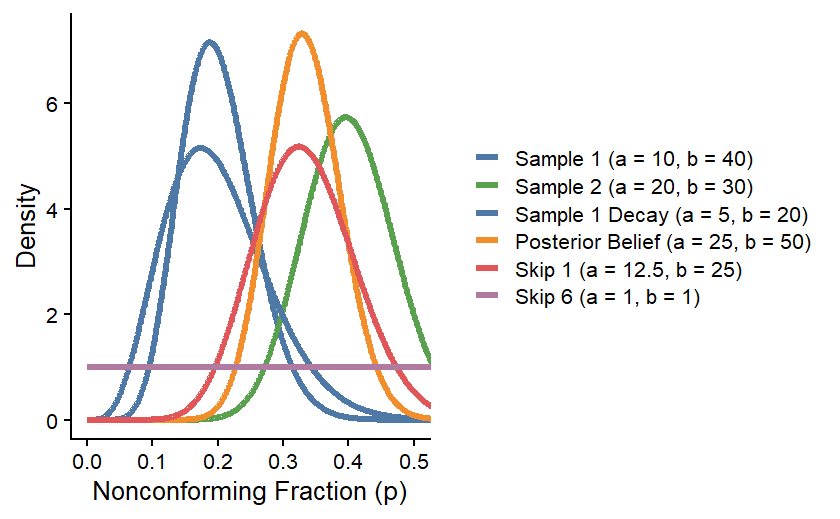 6
4
2
0
Density
0.0 0.1 0.2 0.3 0.4 0.5
Nonconforming Fraction (p)
Sample 1 (a = 10, b = 40)
Sample 2 (a = 20, b = 30)
Sample 1 Decay (a = 5, b = 20)
Posterior Belief (a = 25, b = 50)
Skip 1 (a = 12.5, b = 25)
Skip 6 (a = 1, b = 1)